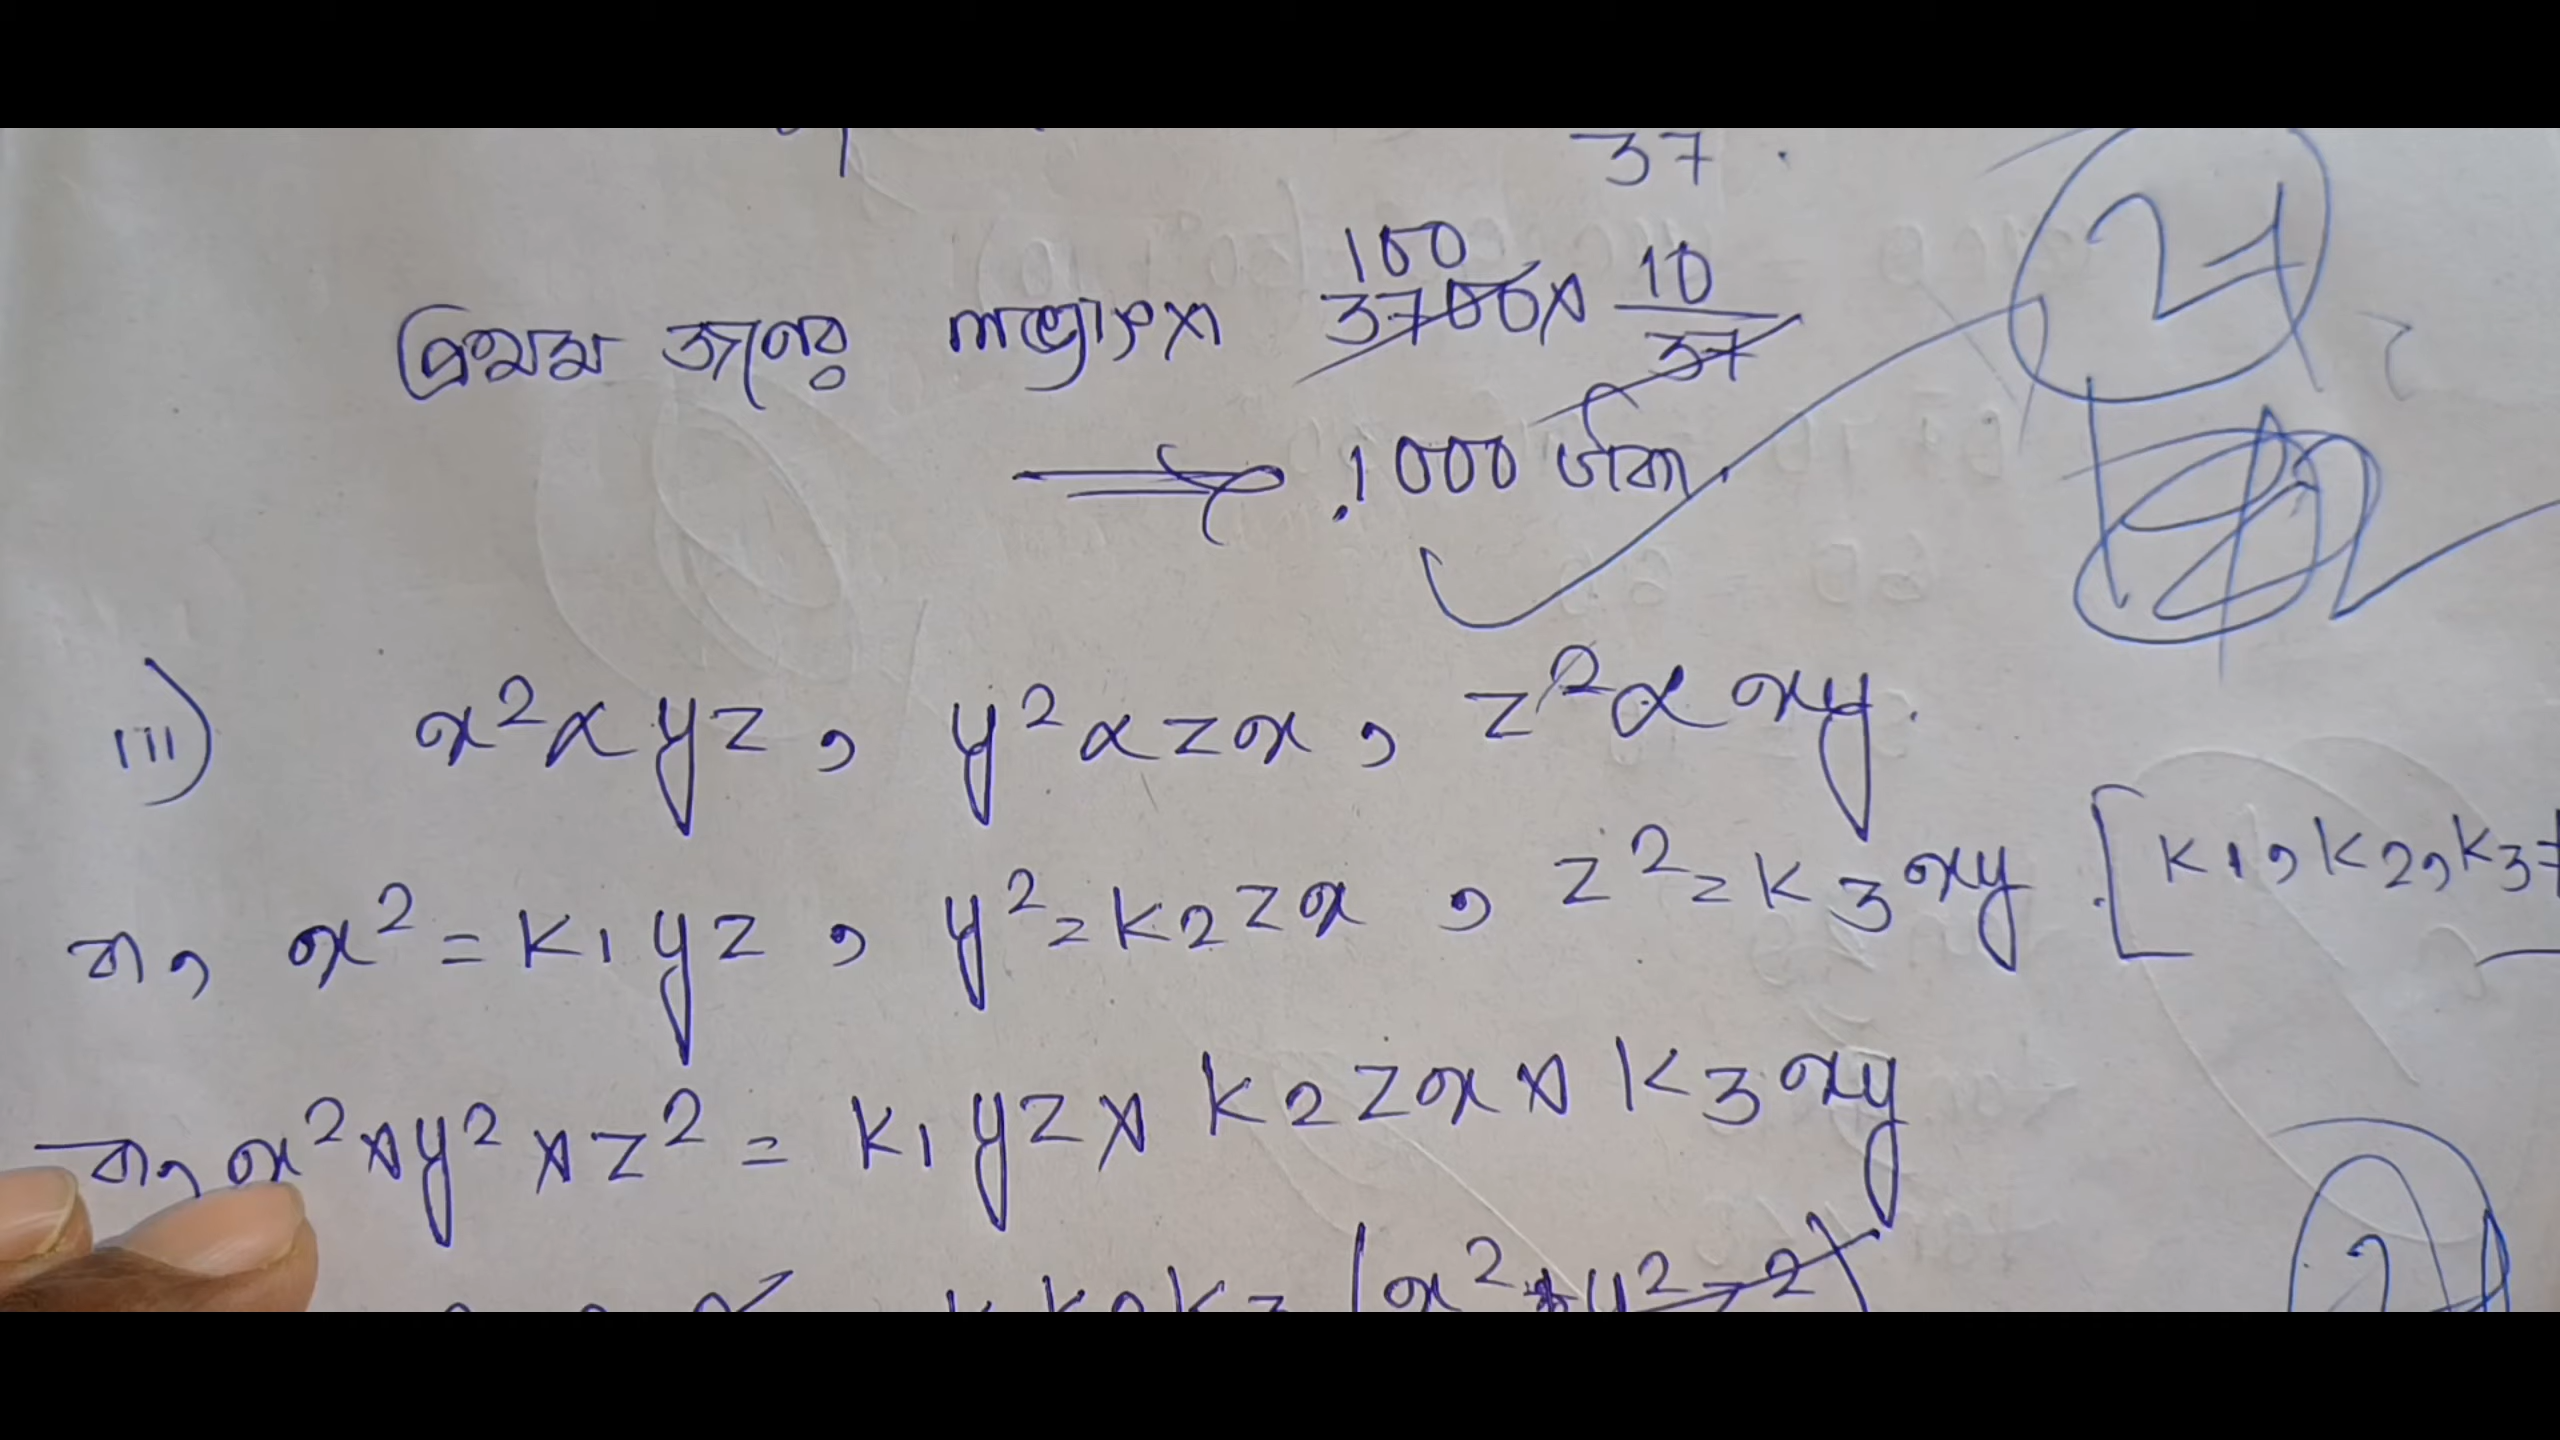 37.
100
প্রথম জনের লভ্যাংশ 3700 × 10/37
1000 টাকা.
iii) x² α yz, y² α zx, z² α xy.
বা, x² = K₁yz, y² = K₂zx, z² = K₃xy [K₁, K₂, K₃ =
বা, x² × y² × z² = K₁yz × K₂zx × K₃xy